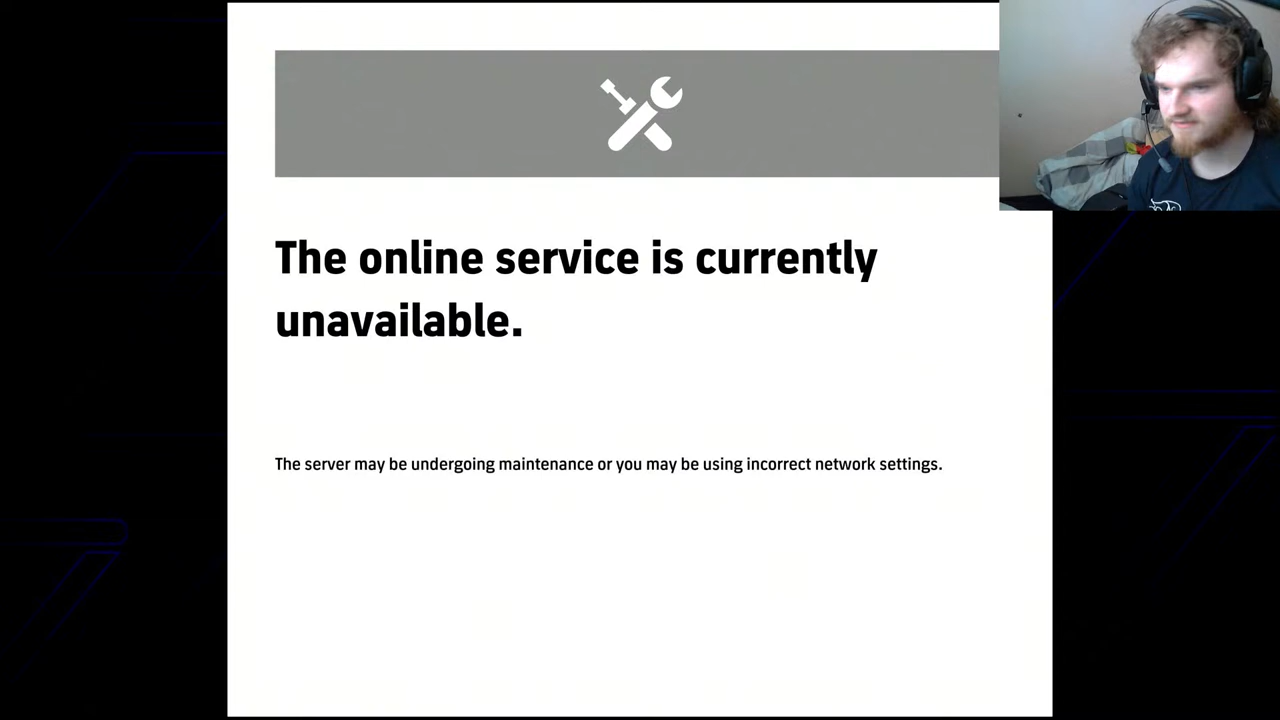 The online service is currently
unavailable.
The server may be undergoing maintenance or you may be using incorrect network settings.